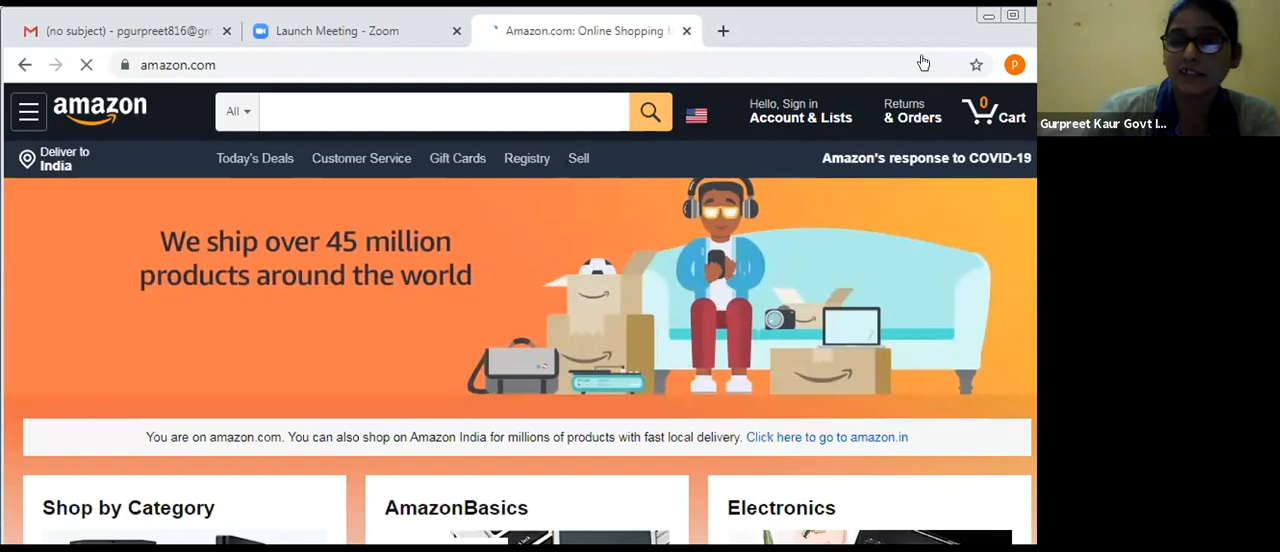 (no subject) - pgurpreet816@gm
Launch Meeting - Zoom
Amazon.com: Online Shopping f
amazon.com
P
amazon
All
Hello, Sign in
Account & Lists
Returns
& Orders
0
Cart
Deliver to
India
Today's Deals
Customer Service
Gift Cards
Registry
Sell
Amazon's response to COVID-19
We ship over 45 million
products around the world
You are on amazon.com. You can also shop on Amazon India for millions of products with fast local delivery. Click here to go to amazon.in
Shop by Category
AmazonBasics
Electronics
Gurpreet Kaur Govt I...